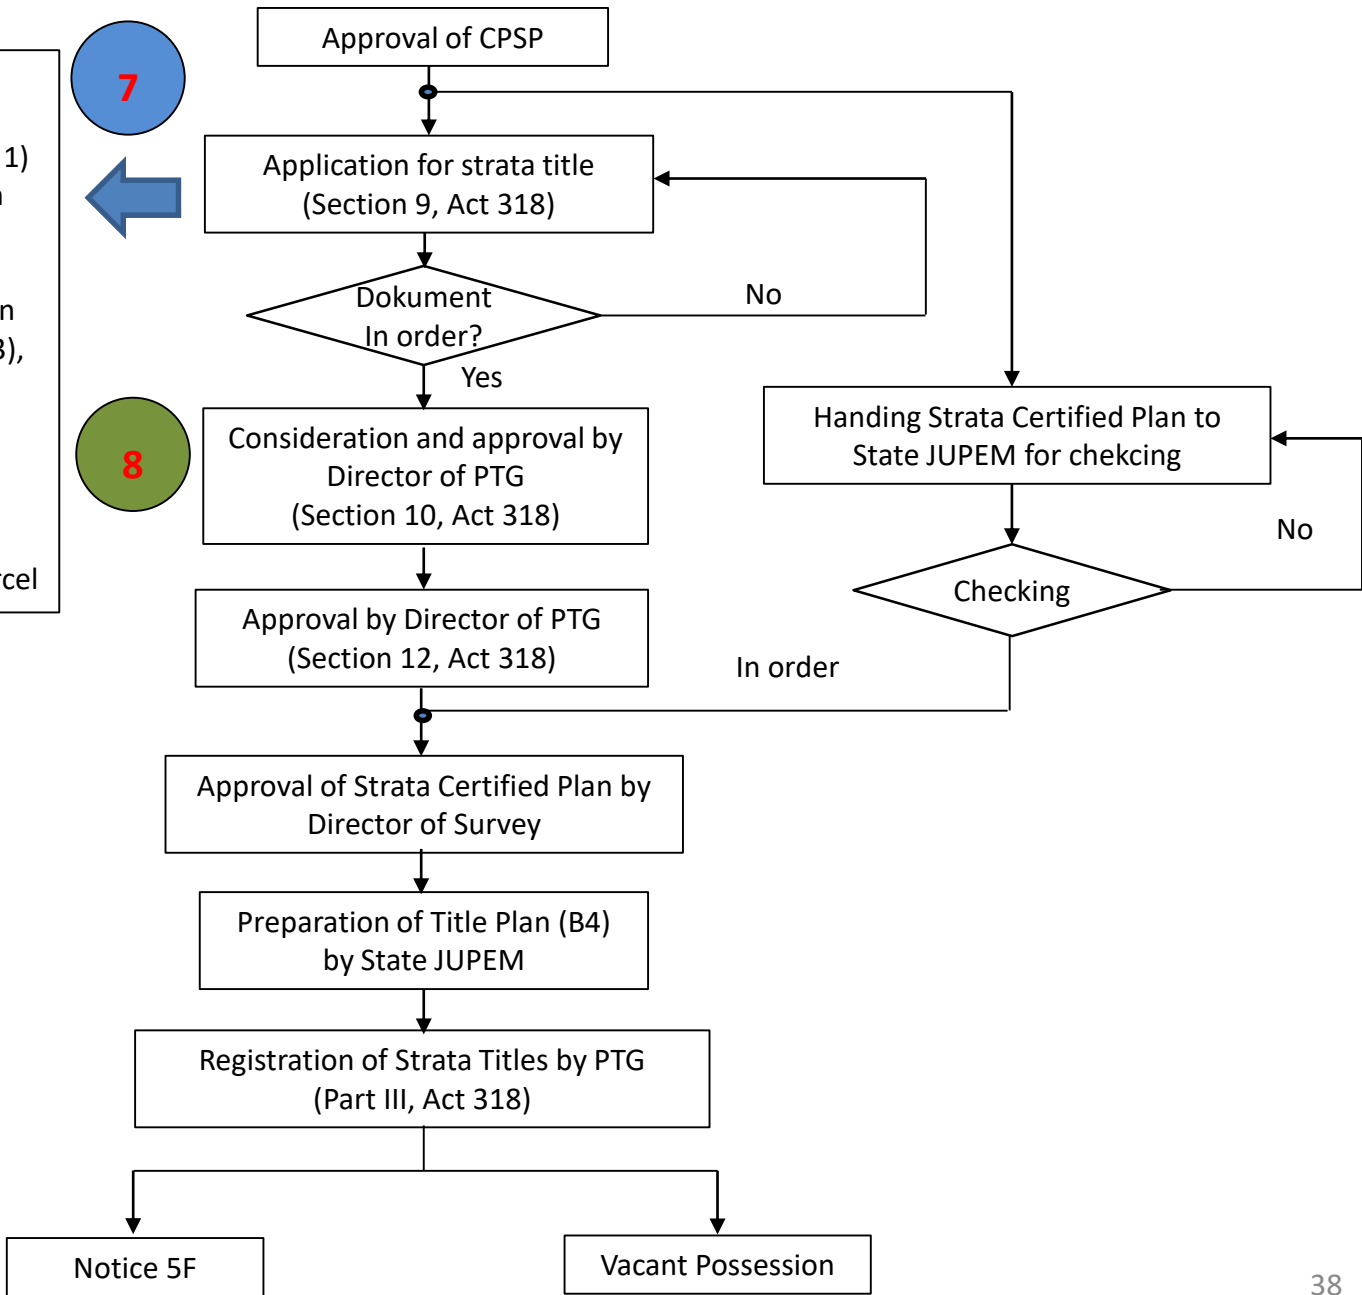 Approval of CPSP
7
1)
Application for strata title
(Section 9, Act 318)
Dokument
In order?
No
Yes
8
Consideration and approval by
Director of PTG
(Section 10, Act 318)
Handing Strata Certified Plan to
State JUPEM for chekcing
No
Checking
Approval by Director of PTG
(Section 12, Act 318)
In order
Approval of Strata Certified Plan by
Director of Survey
Preparation of Title Plan (B4)
by State JUPEM
Registration of Strata Titles by PTG
(Part III, Act 318)
Notice 5F
Vacant Possession
38